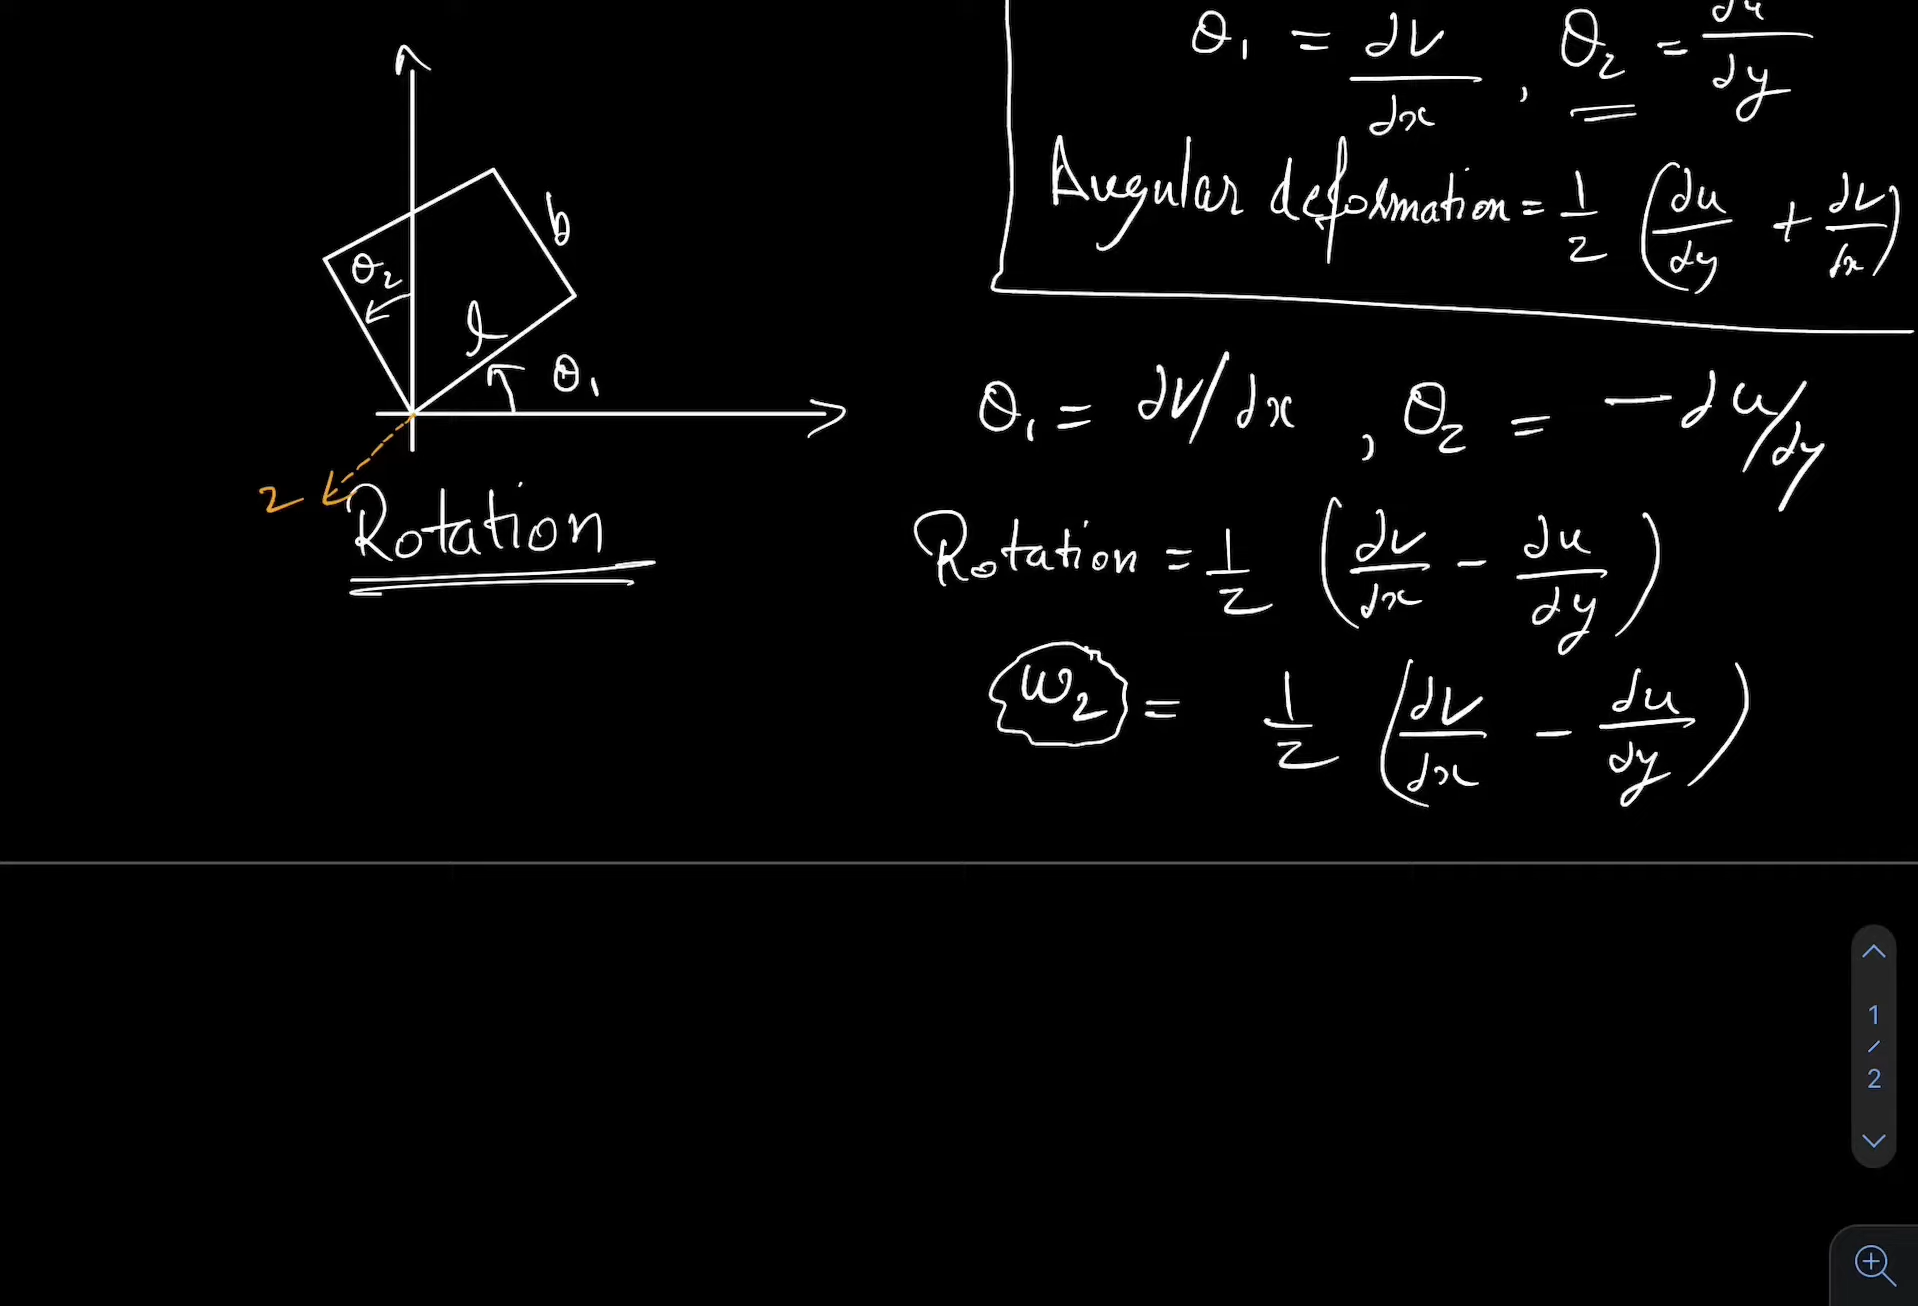 θ₁ = ∂v/∂x , θ₂ = ∂u/∂y
Angular deformation = 1/2 (∂u/∂y + ∂v/∂x)
b
θ₂
l
θ₁
z
Rotation
θ₁ = ∂v/∂x , θ₂ = -∂u/∂y
Rotation = 1/2 (∂v/∂x - ∂u/∂y)
ω_z = 1/2 (∂v/∂x - ∂u/∂y)
1
/
2